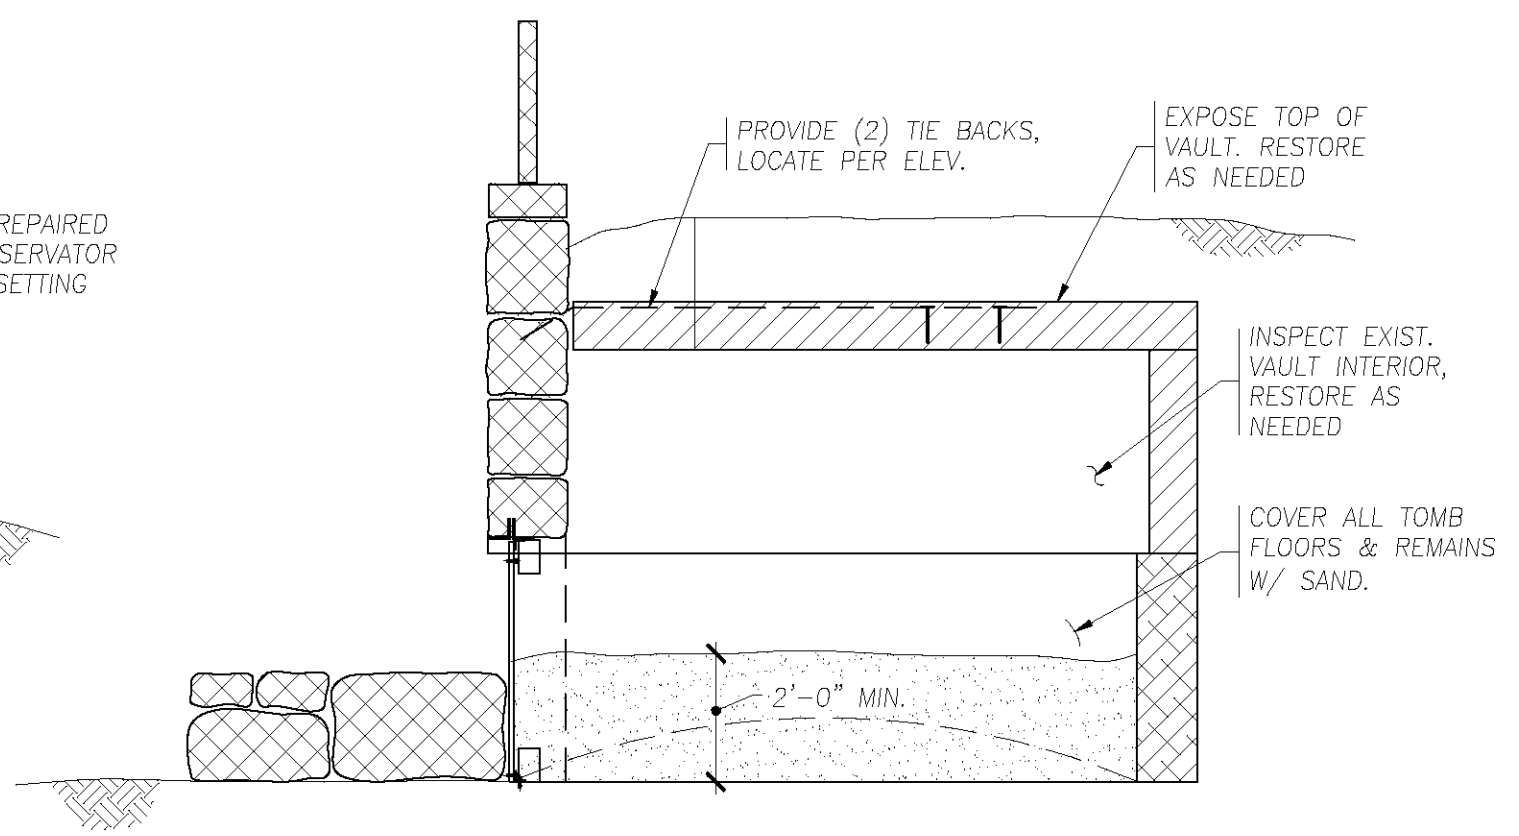 REPAIRED
SERVATOR
SETTING
PROVIDE (2) TIE BACKS,
LOCATE PER ELEV.
EXPOSE TOP OF
VAULT. RESTORE
AS NEEDED
INSPECT EXIST.
VAULT INTERIOR,
RESTORE AS
NEEDED
COVER ALL TOMB
FLOORS & REMAINS
W/ SAND.
2'-0" MIN.